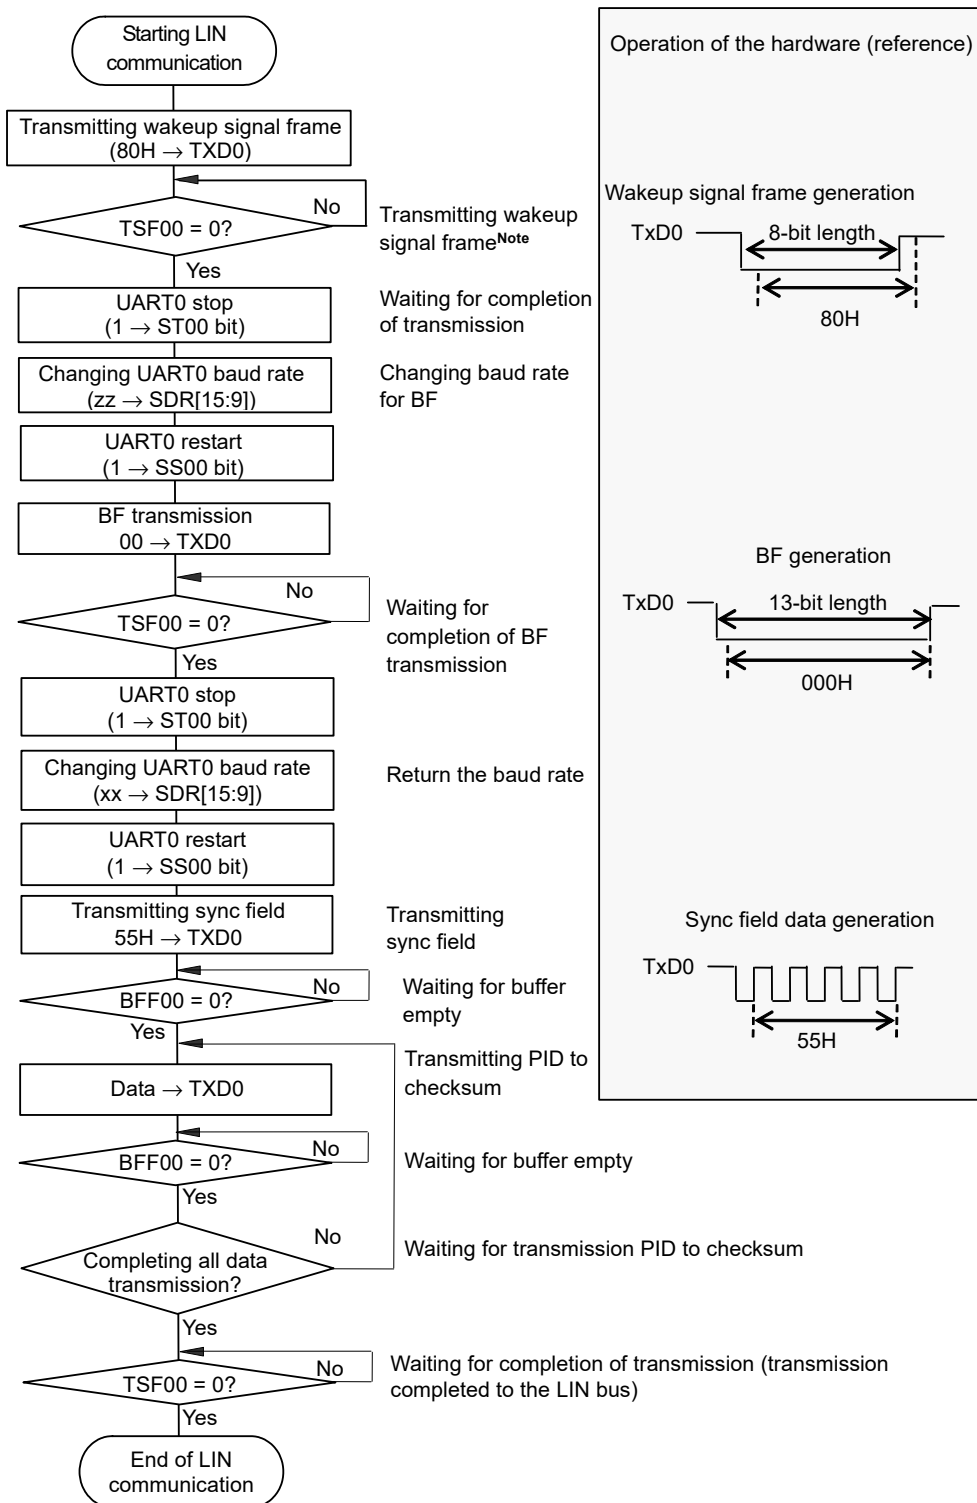 Starting LIN
communication
Transmitting wakeup signal frame
(80H → TXD0)
TSF00 = 0?
No
Yes
Transmitting wakeup
signal frameNote
UART0 stop
(1 → ST00 bit)
Waiting for completion
of transmission
Changing UART0 baud rate
(zz → SDR[15:9])
Changing baud rate
for BF
UART0 restart
(1 → SS00 bit)
BF transmission
00 → TXD0
No
TSF00 = 0?
Yes
Waiting for
completion of BF
transmission
UART0 stop
(1 → ST00 bit)
Changing UART0 baud rate
(xx → SDR[15:9])
Return the baud rate
UART0 restart
(1 → SS00 bit)
Transmitting sync field
55H → TXD0
Transmitting
sync field
BFF00 = 0?
No
Yes
Waiting for buffer
empty
Transmitting PID to
checksum
Data → TXD0
BFF00 = 0?
No
Yes
Waiting for buffer empty
Completing all data
transmission?
No
Yes
Waiting for transmission PID to checksum
TSF00 = 0?
No
Yes
Waiting for completion of transmission (transmission
completed to the LIN bus)
End of LIN
communication
Operation of the hardware (reference)
Wakeup signal frame generation
TxD0
8-bit length
80H
BF generation
TxD0
13-bit length
000H
Sync field data generation
TxD0
55H